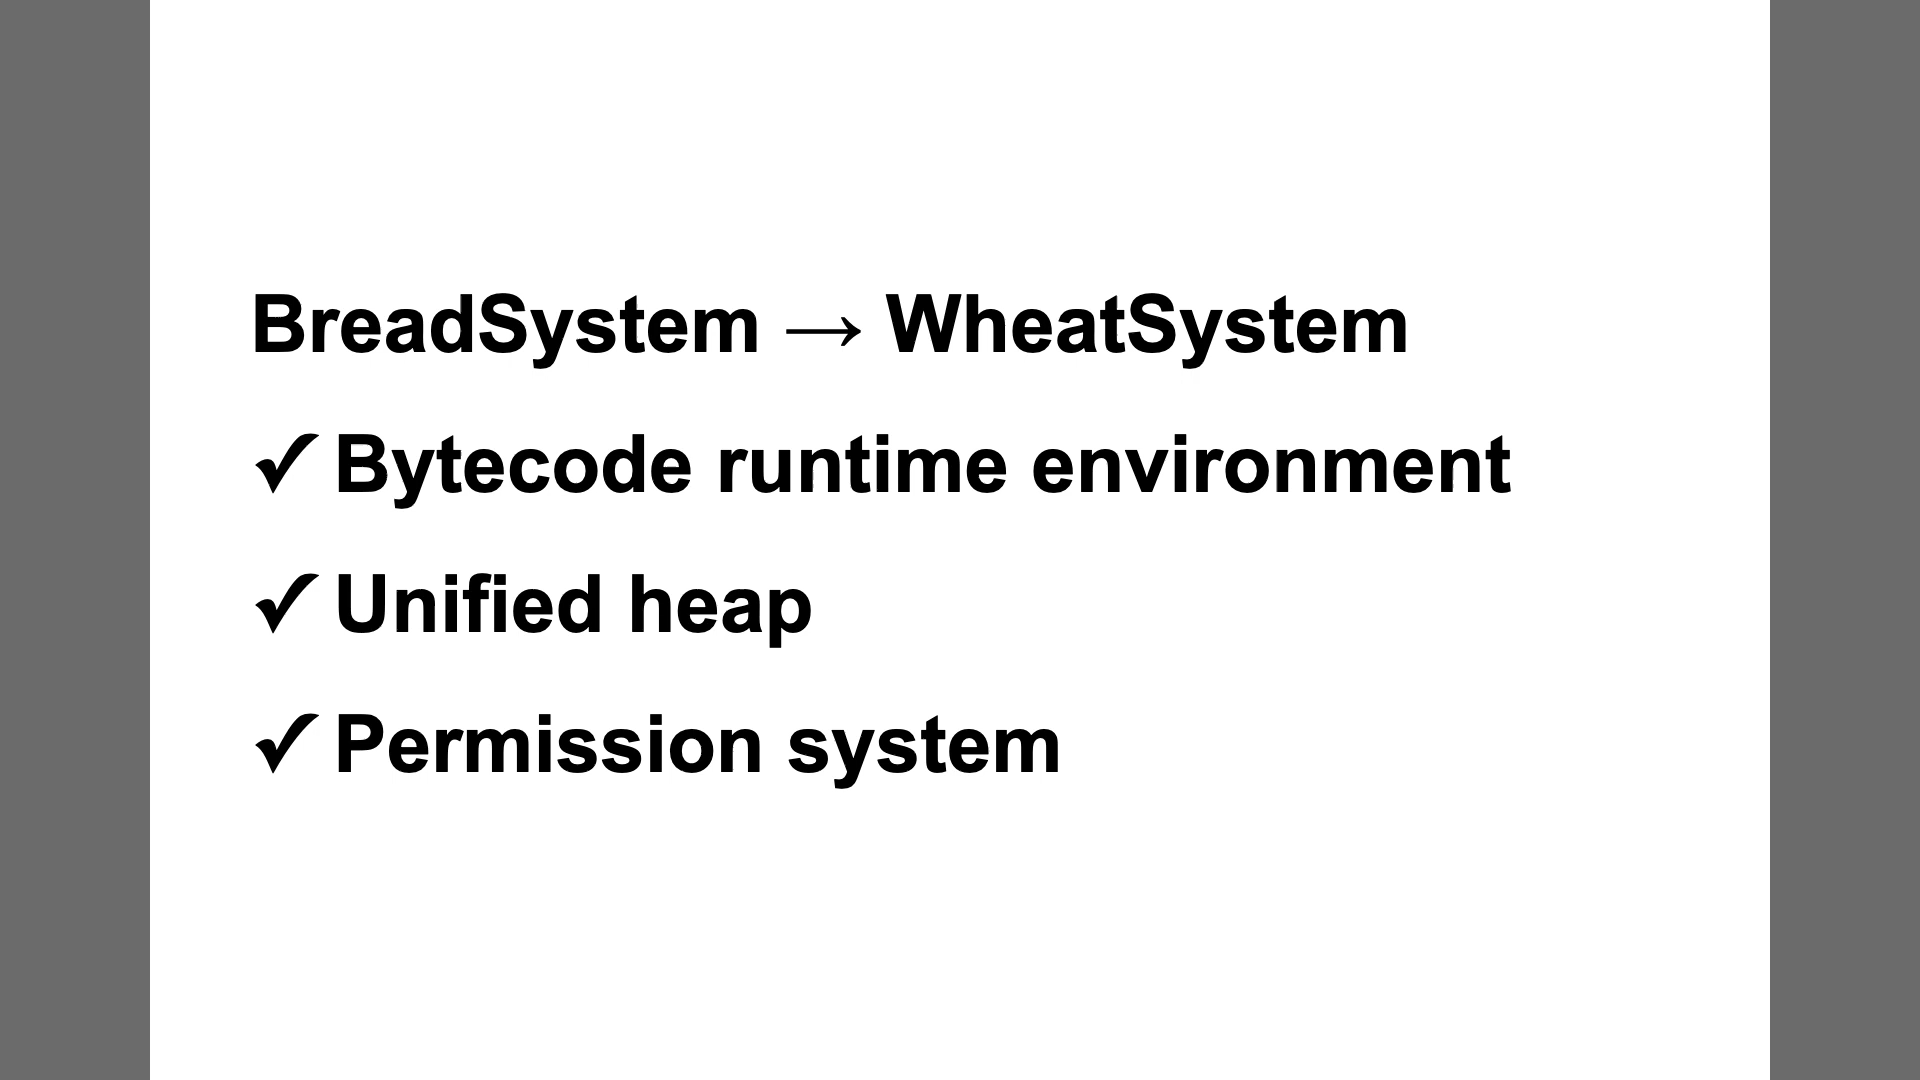 BreadSystem → WheatSystem
✓ Bytecode runtime environment
✓ Unified heap
✓ Permission system